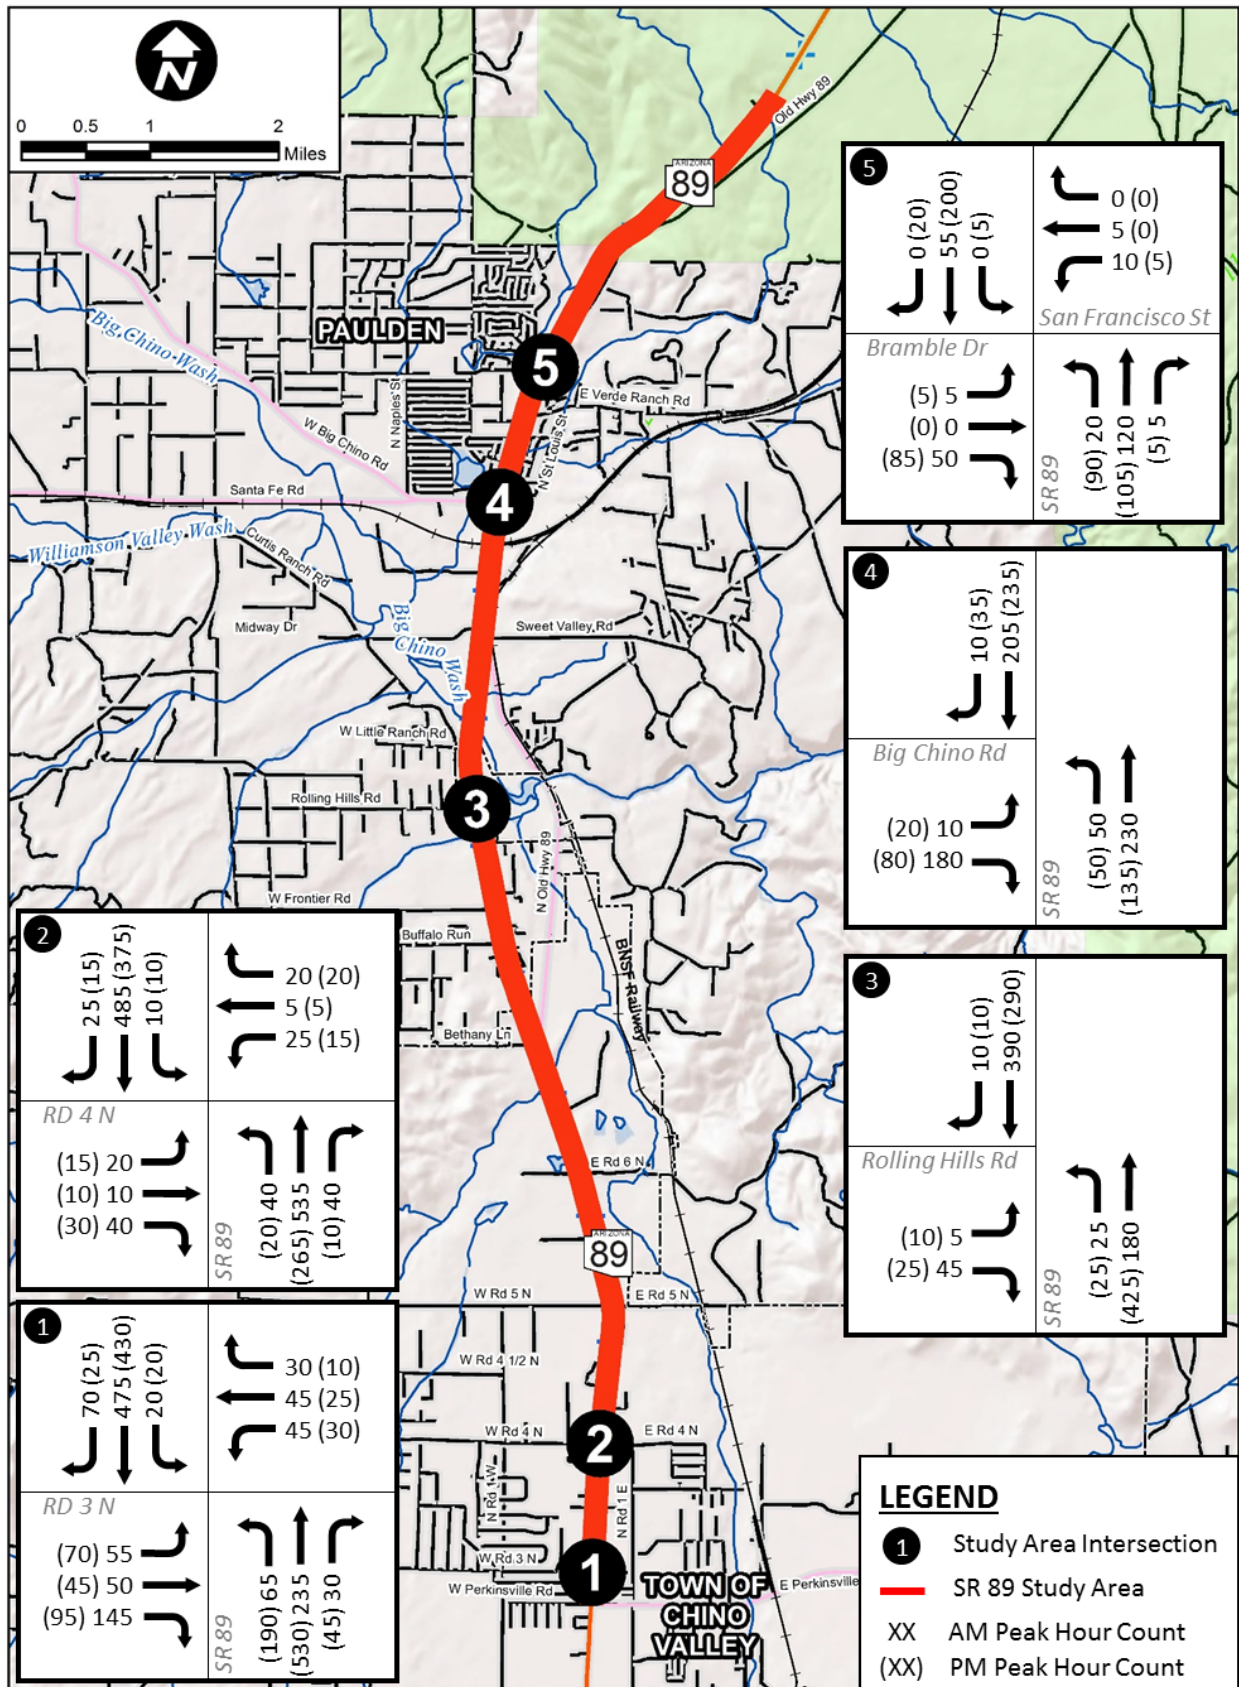 N
0 0.5 1 2
Miles
Old Hwy 89
ARIZONA
89
PAULDEN
Big Chino Wash
N Naples St
W Big Chino Rd
E Verde Ranch Rd
N St Louis St
Santa Fe Rd
Williamson Valley Wash
Curtis Ranch Rd
Midway Dr
Big Chino Wash
Sweet Valley Rd
W Little Ranch Rd
Rolling Hills Rd
N Old Hwy 89
W Frontier Rd
Buffalo Run
BNSF Railway
Bethany Ln
E Rd 6 N
ARIZONA
89
W Rd 5 N
E Rd 5 N
W Rd 4 1/2 N
W Rd 4 N
E Rd 4 N
N Rd 1 W
N Rd 1 E
W Rd 3 N
W Perkinsville Rd
E Perkinsville
TOWN OF
CHINO
VALLEY
5
4
3
2
1
5
0 (20)
55 (200)
0 (5)
0 (0)
5 (0)
10 (5)
San Francisco St
Bramble Dr
(5) 5
(0) 0
(85) 50
SR 89
(90) 20
(105) 120
(5) 5
4
10 (35)
205 (235)
Big Chino Rd
(20) 10
(80) 180
SR 89
(50) 50
(135) 230
3
10 (10)
390 (290)
Rolling Hills Rd
(10) 5
(25) 45
SR 89
(25) 25
(425) 180
2
25 (15)
485 (375)
10 (10)
20 (20)
5 (5)
25 (15)
RD 4 N
(15) 20
(10) 10
(30) 40
SR 89
(20) 40
(265) 535
(10) 40
1
70 (25)
475 (430)
20 (20)
30 (10)
45 (25)
45 (30)
RD 3 N
(70) 55
(45) 50
(95) 145
SR 89
(190) 65
(530) 235
(45) 30
LEGEND
1 Study Area Intersection
SR 89 Study Area
XX AM Peak Hour Count
(XX) PM Peak Hour Count